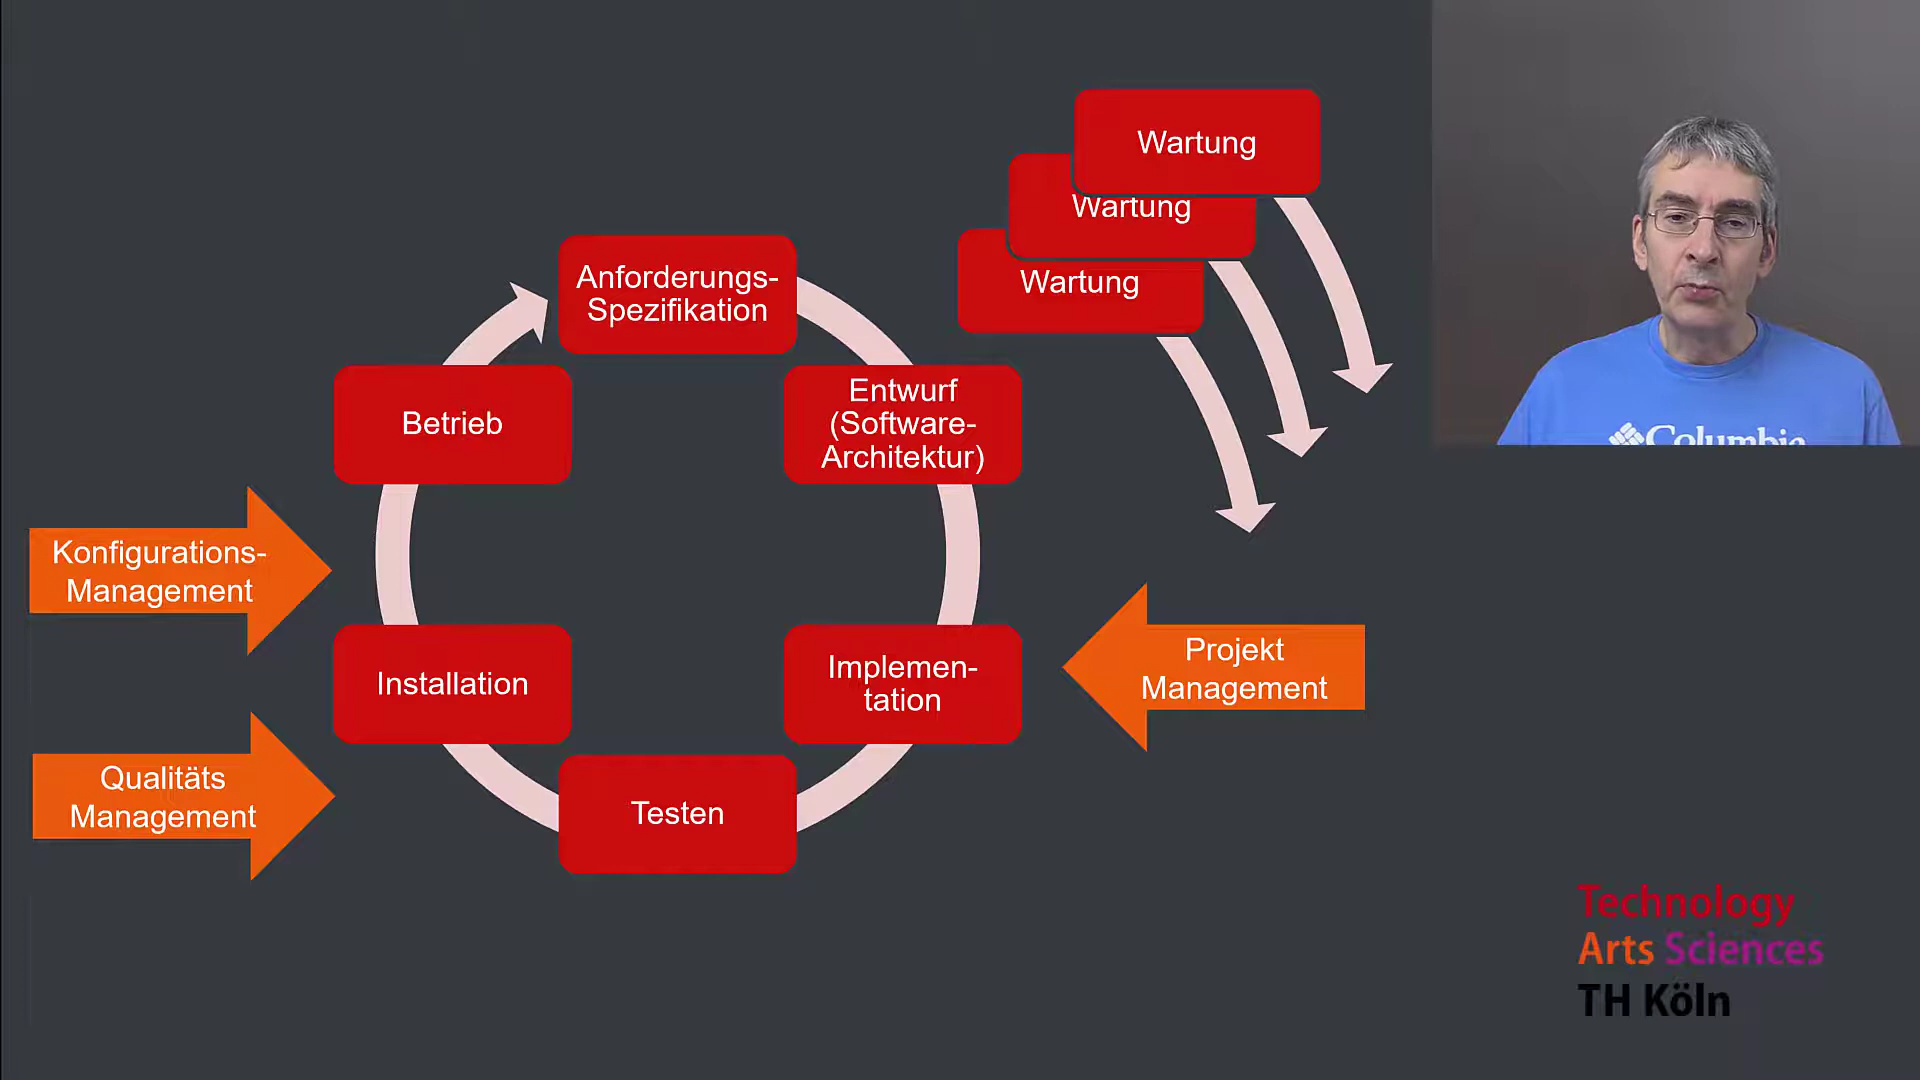 Wartung
Wartung
Wartung
Anforderungs-
Spezifikation
Betrieb
Entwurf
(Software-
Architektur)
Konfigurations-
Management
Installation
Implemen-
tation
Projekt
Management
Qualitäts
Management
Testen
Columbia
Technology
Arts Sciences
TH Köln